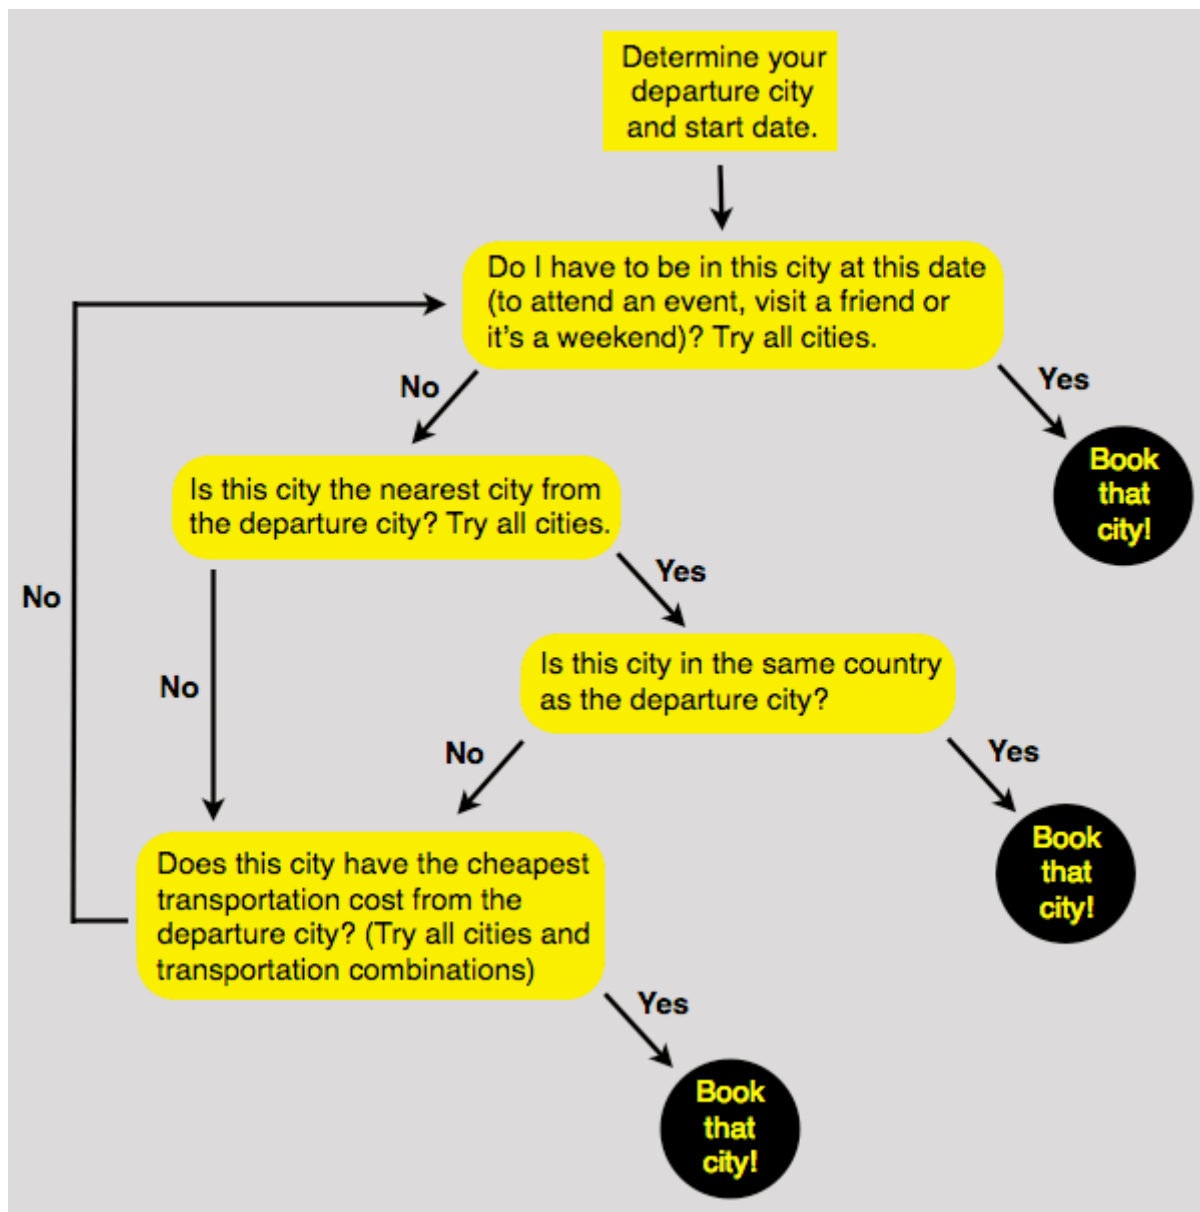 Determine your
departure city
and start date.
Do I have to be in this city at this date
(to attend an event, visit a friend or
it's a weekend)? Try all cities.
No
Yes
Book
that
city!
Is this city the nearest city from
the departure city? Try all cities.
No
Yes
No
Is this city in the same country
as the departure city?
No
Yes
Book
that
city!
Does this city have the cheapest
transportation cost from the
departure city? (Try all cities and
transportation combinations)
Yes
Book
that
city!